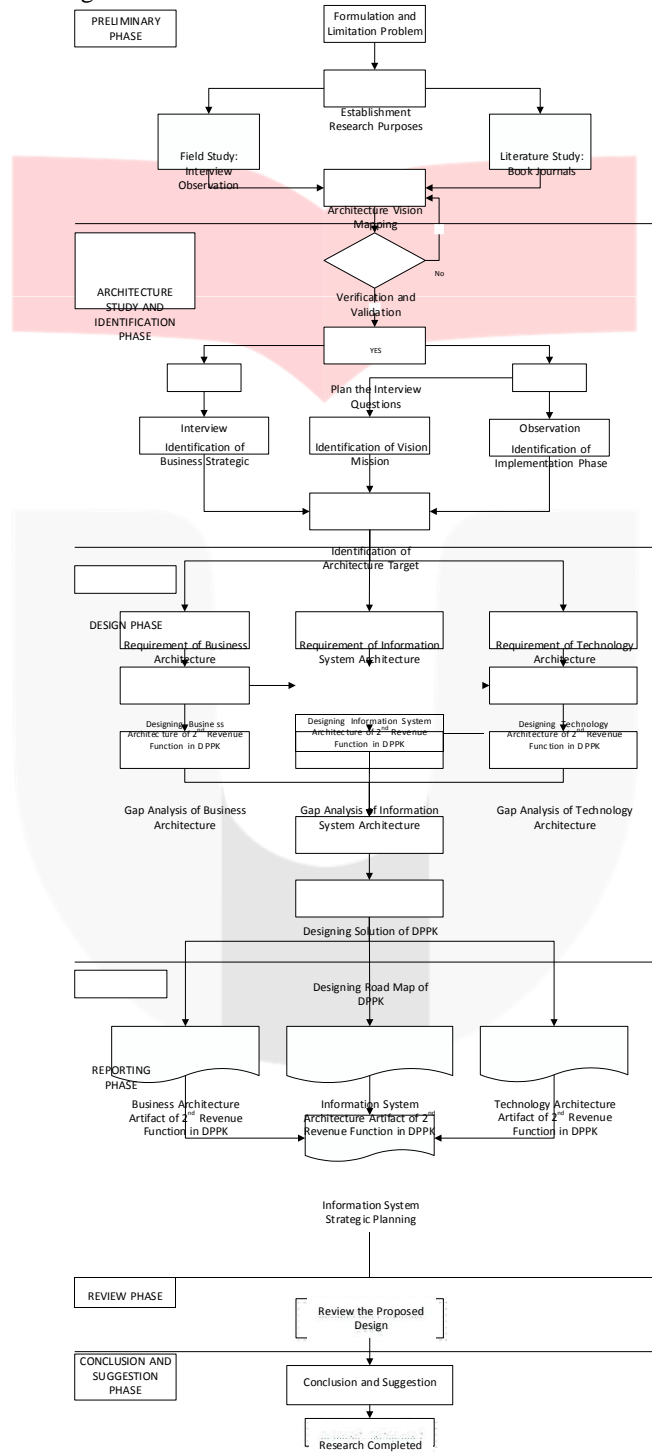 PRELIMINARY
PHASE
Formulation and
Limitation Problem
Establishment
Research Purposes
Field Study:
Interview
Observation
Literature Study:
Book Journals
Architecture Vision
Mapping
ARCHITECTURE
STUDY AND
IDENTIFICATION
PHASE
No
Verification and
Validation
YES
Plan the Interview
Questions
Interview
Observation
Identification of
Business Strategic
Identification of Vision
Mission
Identification of
Implementation Phase
Identification of
Architecture Target
DESIGN PHASE
Requirement of Business
Architecture
Requirement of Information
System Architecture
Requirement of Technology
Architecture
Designing Business
Architecture of 2nd Revenue
Function in DPPK
Designing Information System
Architecture of 2nd Revenue
Function in DPPK
Designing Technology
Architecture of 2nd Revenue
Function in DPPK
Gap Analysis of Business
Architecture
Gap Analysis of Information
System Architecture
Gap Analysis of Technology
Architecture
Designing Solution of DPPK
Designing Road Map of
DPPK
REPORTING
PHASE
Business Architecture
Artifact of 2nd Revenue
Function in DPPK
Information System
Architecture Artifact of 2nd
Revenue Function in DPPK
Technology Architecture
Artifact of 2nd Revenue
Function in DPPK
Information System
Strategic Planning
REVIEW PHASE
Review the Proposed
Design
CONCLUSION AND
SUGGESTION
PHASE
Conclusion and Suggestion
Research Completed